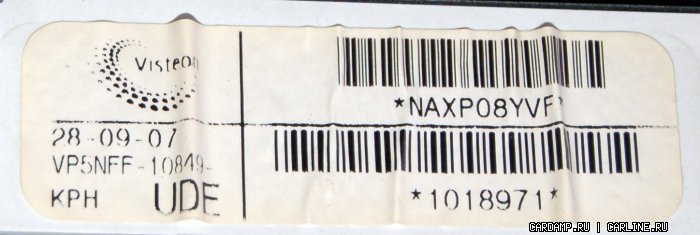 Visteon
*NAXP08YVF*
28-09-07
VP5NFF-10849-
KPH UDE
*1018971*
CARDAMP.RU | CARLINE.RU